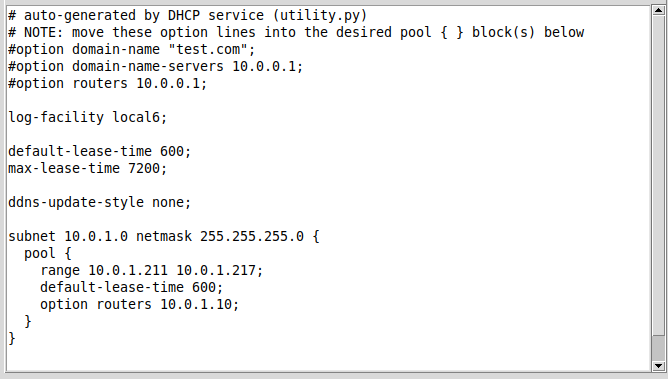 # auto-generated by DHCP service (utility.py)
# NOTE: move these option lines into the desired pool { } block(s) below
#option domain-name "test.com";
#option domain-name-servers 10.0.0.1;
#option routers 10.0.0.1;

log-facility local6;

default-lease-time 600;
max-lease-time 7200;

ddns-update-style none;

subnet 10.0.1.0 netmask 255.255.255.0 {
  pool {
    range 10.0.1.211 10.0.1.217;
    default-lease-time 600;
    option routers 10.0.1.10;
  }
}